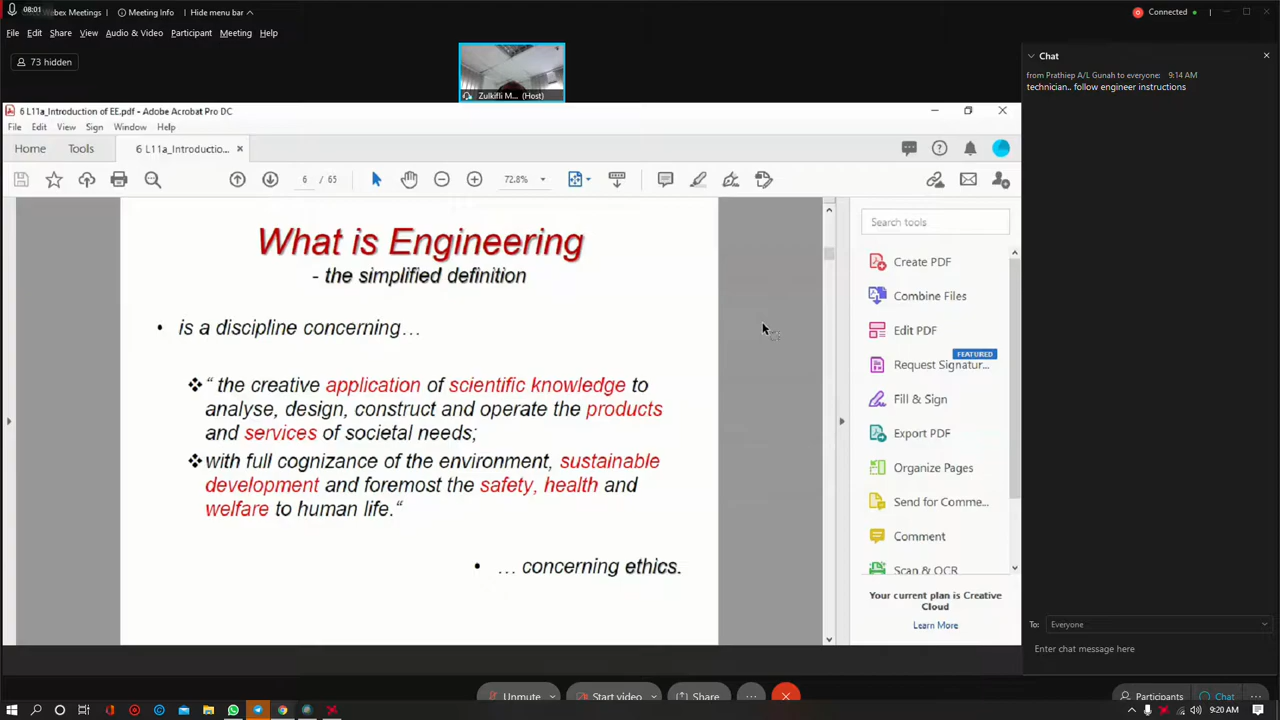 08:01
Webex Meetings
Meeting Info
Hide menu bar
Connected
File Edit Share View Audio & Video Participant Meeting Help
73 hidden
Zulkifli M... (Host)
Chat
from Prathiep A/L Gunah to everyone: 9:14 AM
technician.. follow engineer instructions
6 L11a_Introduction of EE.pdf - Adobe Acrobat Pro DC
File Edit View Sign Window Help
Home Tools 6 L11a_Introductio...
6 / 65
72.8%
What is Engineering
- the simplified definition
• is a discipline concerning…
❖ “ the creative application of scientific knowledge to
analyse, design, construct and operate the products
and services of societal needs;
❖ with full cognizance of the environment, sustainable
development and foremost the safety, health and
welfare to human life.“
• … concerning ethics.
Search tools
Create PDF
Combine Files
Edit PDF
FEATURED
Request Signatur...
Fill & Sign
Export PDF
Organize Pages
Send for Comme...
Comment
Scan & OCR
Your current plan is Creative
Cloud
Learn More
To: Everyone
Enter chat message here
Unmute
Start video
Share
Participants
Chat
9:20 AM